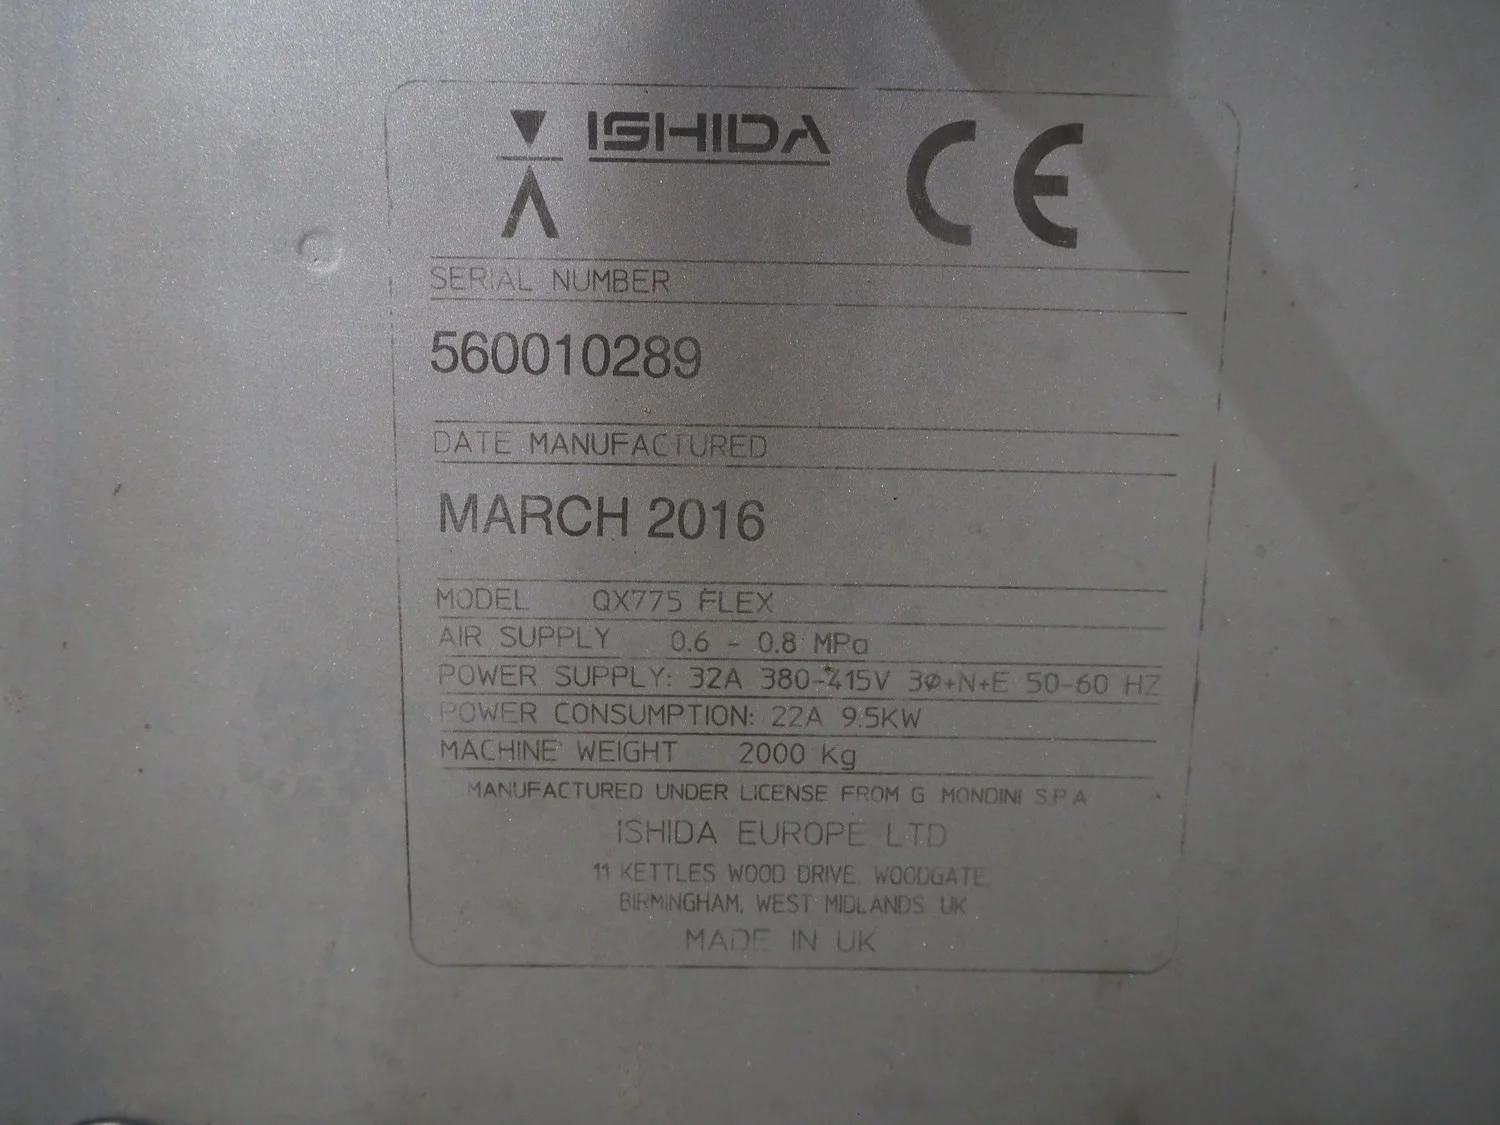 ISHIDA CE
SERIAL NUMBER
560010289
DATE MANUFACTURED
MARCH 2016
MODEL QX775 FLEX
AIR SUPPLY 0.6 - 0.8 MPa
POWER SUPPLY: 32A 380-415V 3Ø+N+E 50-60 HZ
POWER CONSUMPTION: 22A 9.5KW
MACHINE WEIGHT 2000 Kg
MANUFACTURED UNDER LICENSE FROM G MONDINI S.P.A
ISHIDA EUROPE LTD
11 KETTLES WOOD DRIVE, WOODGATE,
BIRMINGHAM, WEST MIDLANDS UK
MADE IN UK